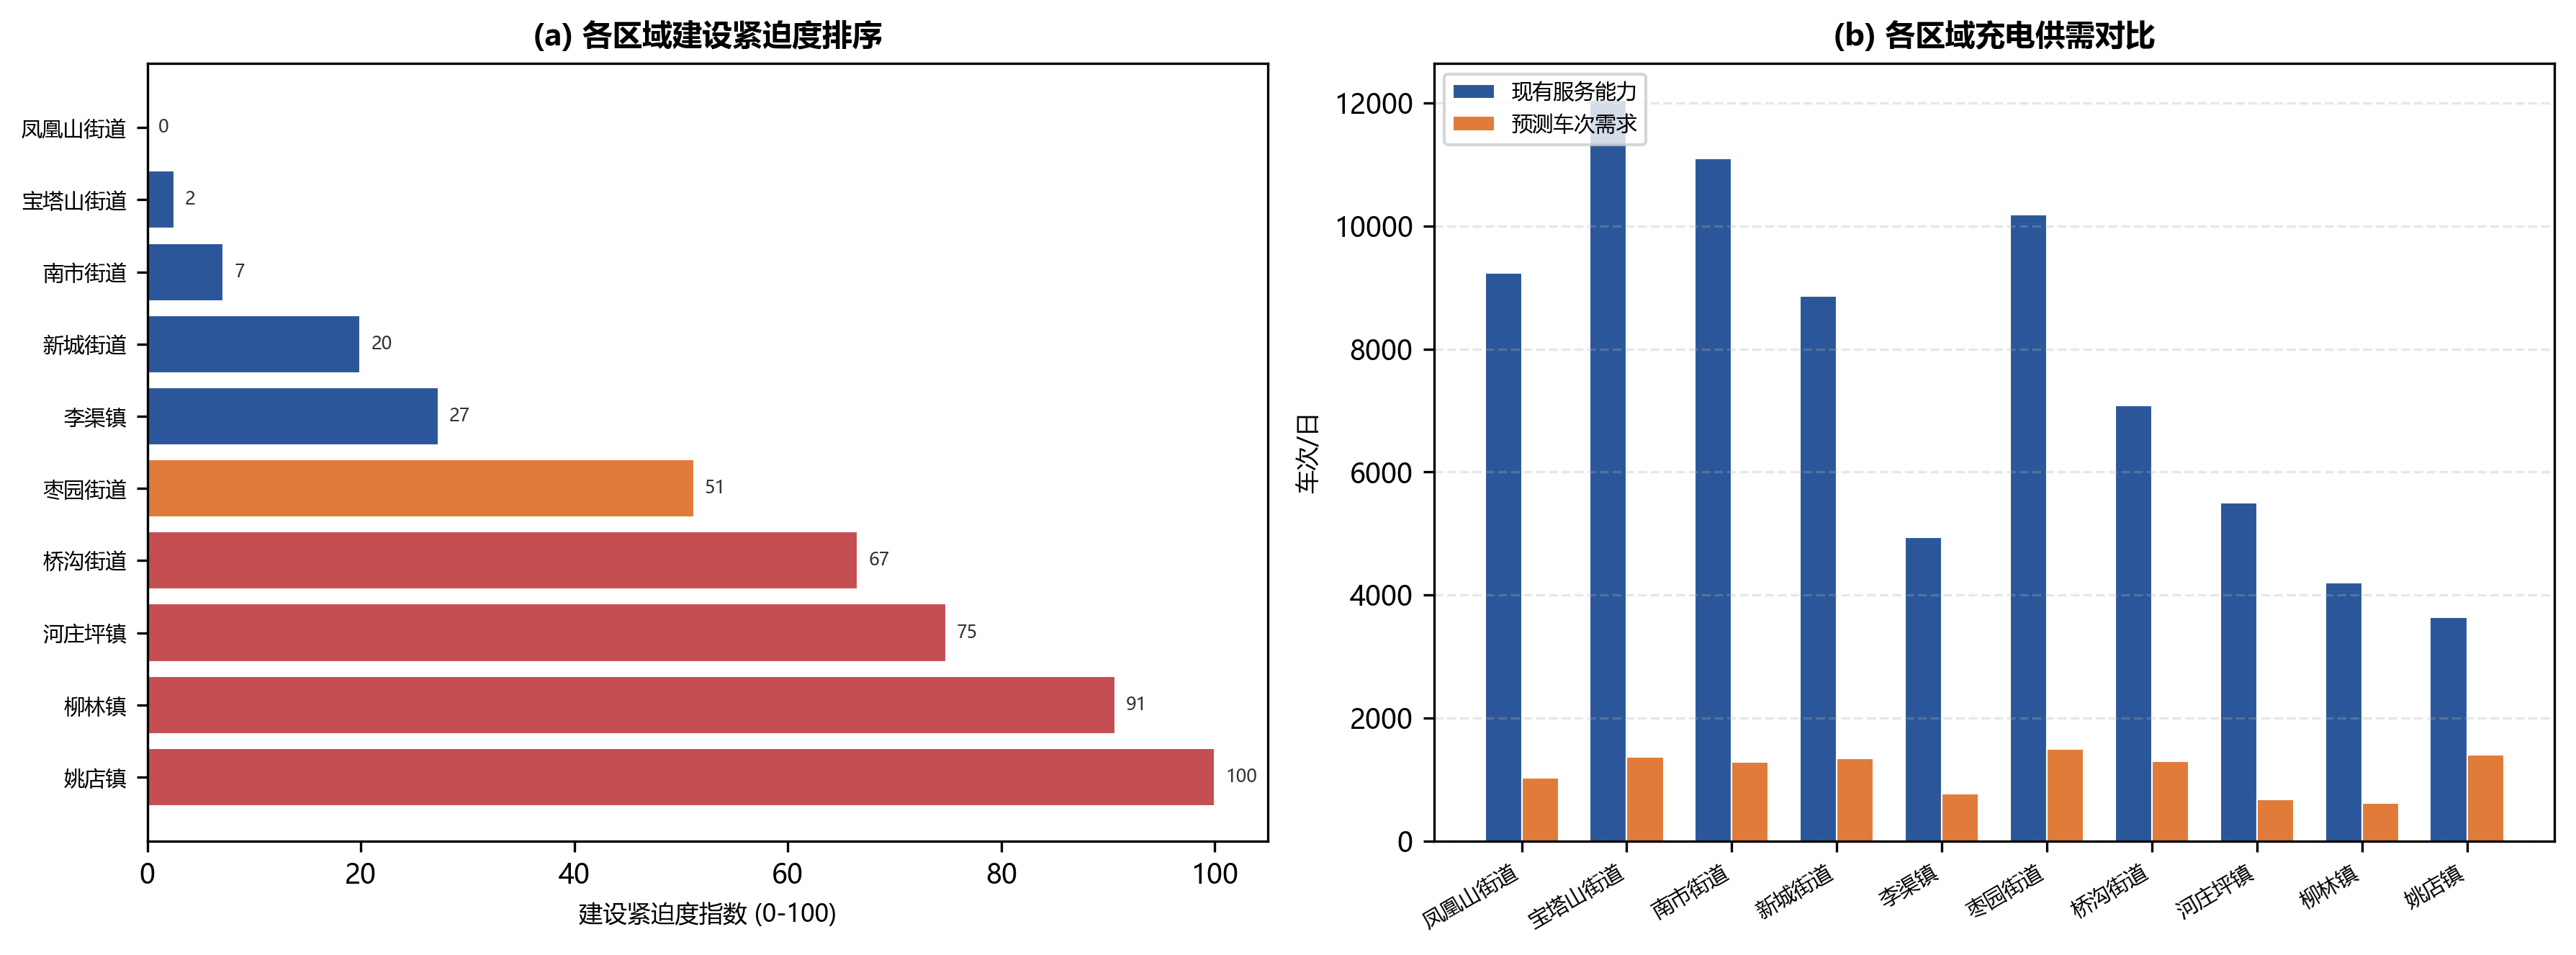 (a) 各区域建设紧迫度排序
凤凰山街道
0
宝塔山街道
2
南市街道
7
新城街道
20
李渠镇
27
枣园街道
51
桥沟街道
67
河庄坪镇
75
柳林镇
91
姚店镇
100
0 20 40 60 80 100
建设紧迫度指数 (0-100)
(b) 各区域充电供需对比
现有服务能力
预测车次需求
12000
10000
8000
6000
4000
2000
0
车次/日
凤凰山街道
宝塔山街道
南市街道
新城街道
李渠镇
枣园街道
桥沟街道
河庄坪镇
柳林镇
姚店镇